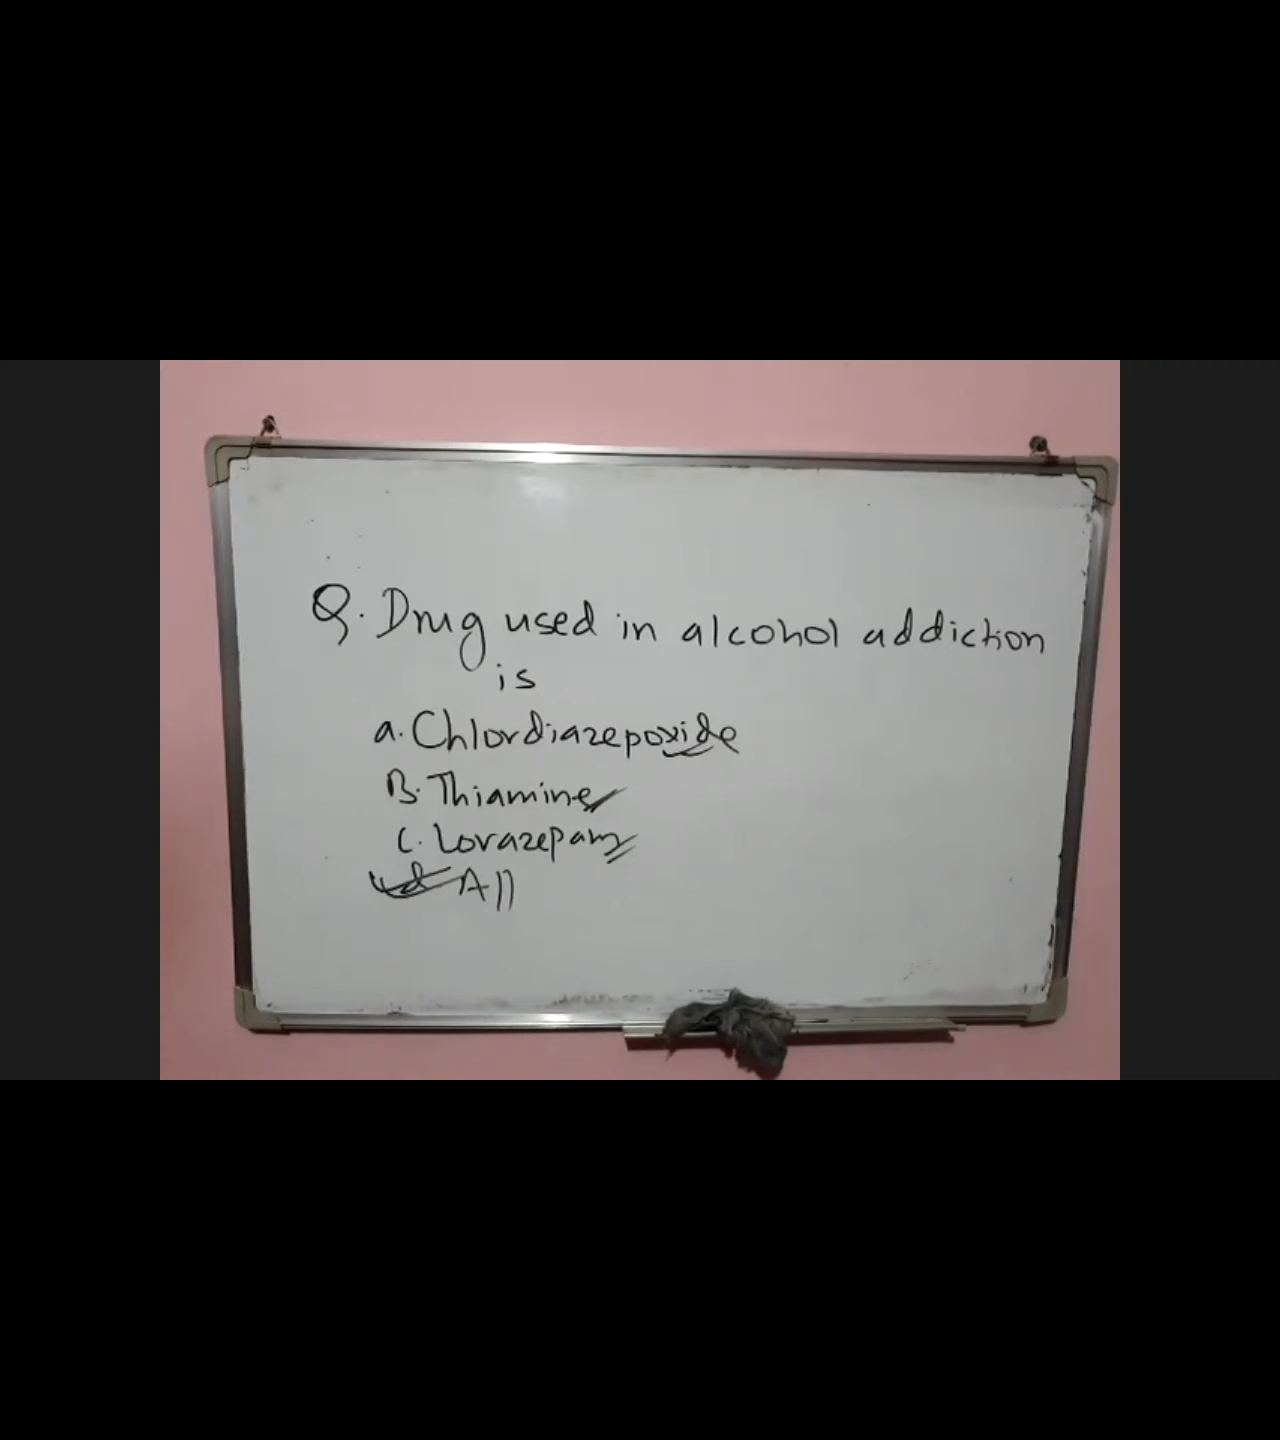 Q. Drug used in alcohol addiction
is
a. Chlordiazepoxide
B. Thiamine
C. Lorazepam
d All